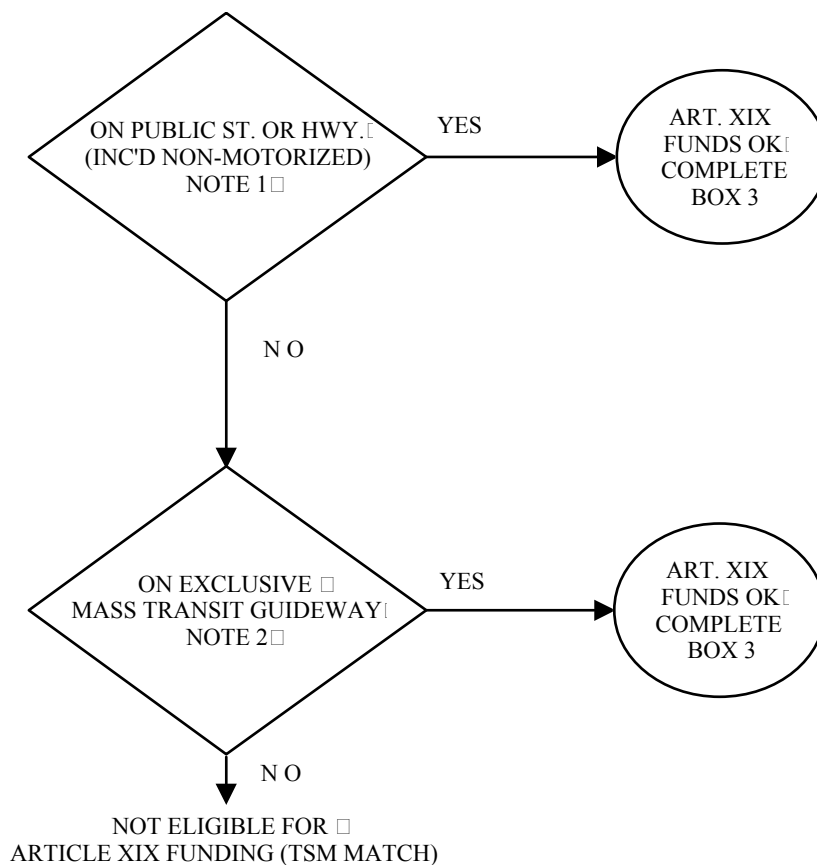 ON PUBLIC ST. OR HWY.
(INC'D NON-MOTORIZED)
NOTE 1
YES
ART. XIX
FUNDS OK
COMPLETE
BOX 3
N O
ON EXCLUSIVE
MASS TRANSIT GUIDEWAY
NOTE 2
YES
ART. XIX
FUNDS OK
COMPLETE
BOX 3
N O
NOT ELIGIBLE FOR
ARTICLE XIX FUNDING (TSM MATCH)